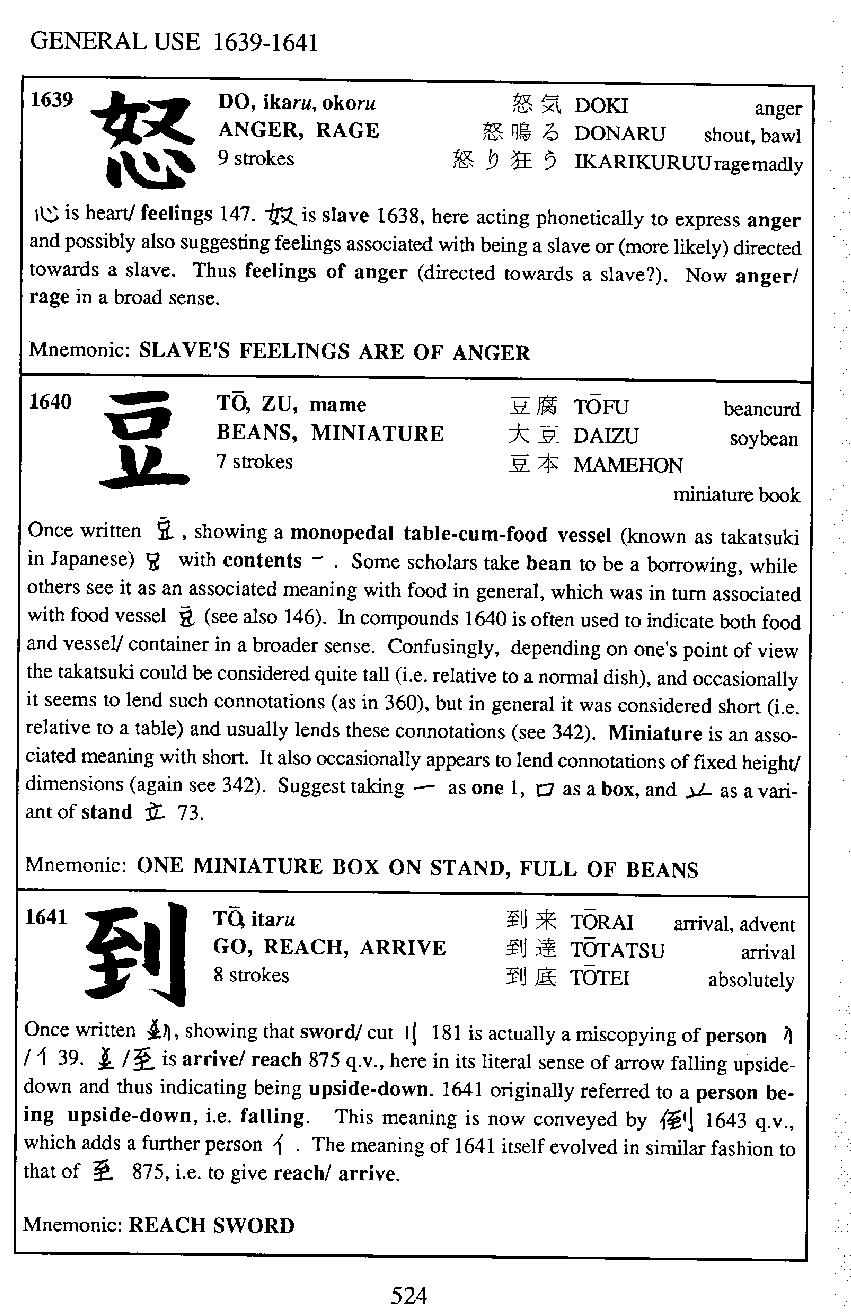 GENERAL USE 1639-1641
1639 怒 DO, ikaru, okoru 怒気 DOKI anger
ANGER, RAGE 怒鳴る DONARU shout, bawl
9 strokes 怒り狂う IKARIKURUU rage madly
心 is heart/ feelings 147. 奴 is slave 1638, here acting phonetically to express anger
and possibly also suggesting feelings associated with being a slave or (more likely) directed
towards a slave. Thus feelings of anger (directed towards a slave?). Now anger/
rage in a broad sense.
Mnemonic: SLAVE'S FEELINGS ARE OF ANGER
1640 豆 TŌ, ZU, mame 豆腐 TŌFU beancurd
BEANS, MINIATURE 大豆 DAIZU soybean
7 strokes 豆本 MAMEHON
miniature book
Once written , showing a monopedal table-cum-food vessel (known as takatsuki
in Japanese) with contents ー . Some scholars take bean to be a borrowing, while
others see it as an associated meaning with food in general, which was in turn associated
with food vessel (see also 146). In compounds 1640 is often used to indicate both food
and vessel/ container in a broader sense. Confusingly, depending on one's point of view
the takatsuki could be considered quite tall (i.e. relative to a normal dish), and occasionally
it seems to lend such connotations (as in 360), but in general it was considered short (i.e.
relative to a table) and usually lends these connotations (see 342). Miniature is an asso-
ciated meaning with short. It also occasionally appears to lend connotations of fixed height/
dimensions (again see 342). Suggest taking 一 as one 1, 口 as a box, and as a vari-
ant of stand 立 73.
Mnemonic: ONE MINIATURE BOX ON STAND, FULL OF BEANS
1641 到 TŌ, itaru 到来 TŌRAI arrival, advent
GO, REACH, ARRIVE 到達 TŌTATSU arrival
8 strokes 到底 TŌTEI absolutely
Once written , showing that sword/ cut 刂 181 is actually a miscopying of person
/ 亻 39. / 至 is arrive/ reach 875 q.v., here in its literal sense of arrow falling upside-
down and thus indicating being upside-down. 1641 originally referred to a person be-
ing upside-down, i.e. falling. This meaning is now conveyed by 倒 1643 q.v.,
which adds a further person 亻 . The meaning of 1641 itself evolved in similar fashion to
that of 至 875, i.e. to give reach/ arrive.
Mnemonic: REACH SWORD
524